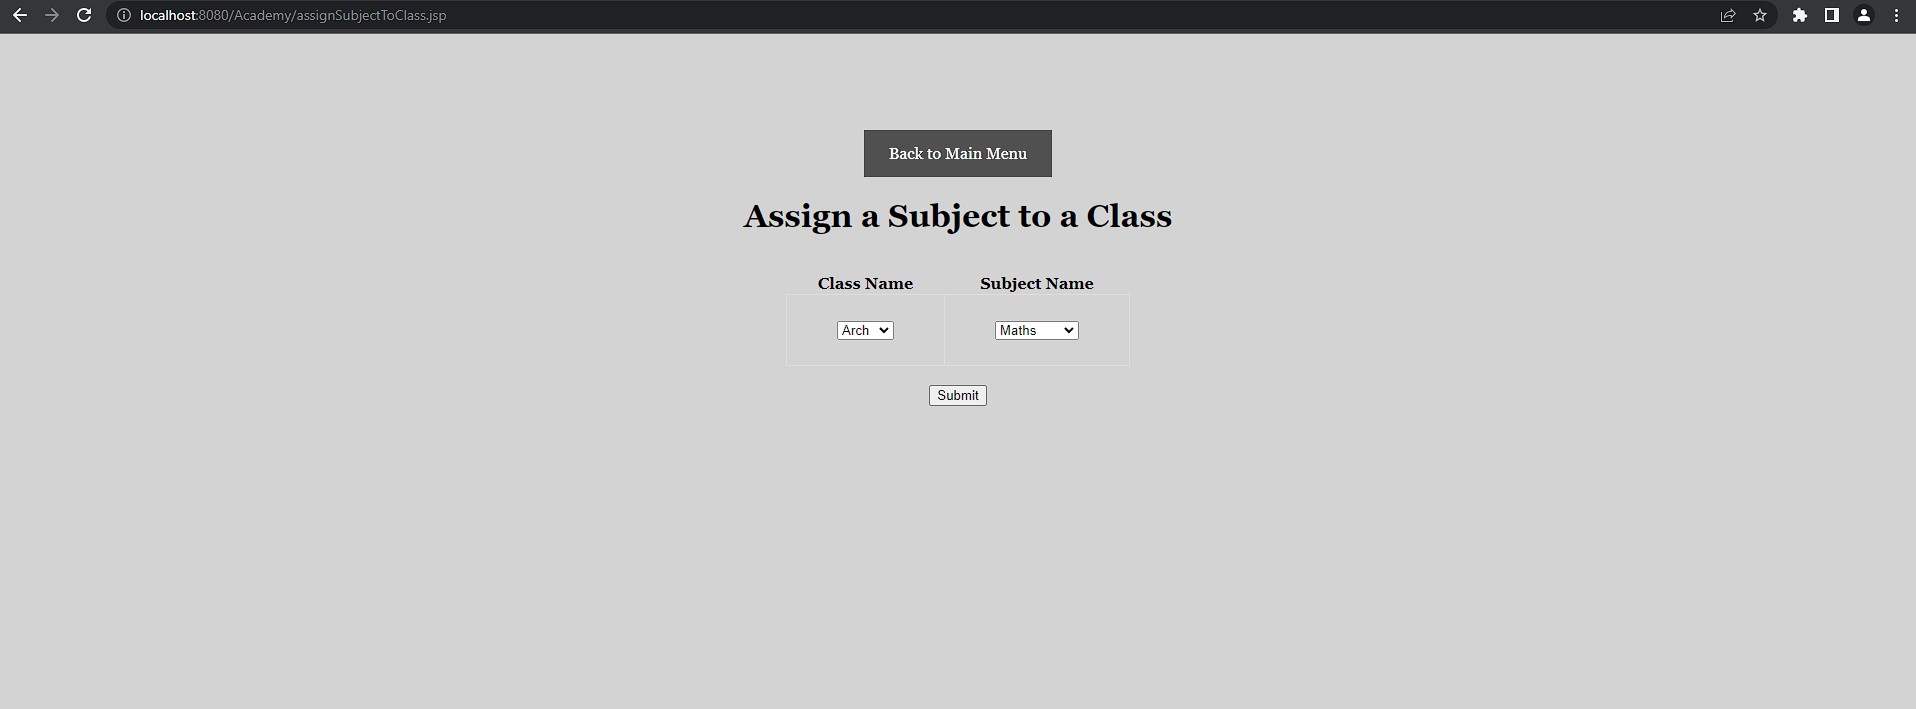 localhost:8080/Academy/assignSubjectToClass.jsp
Back to Main Menu
Assign a Subject to a Class
Class Name Subject Name
Arch Maths
Submit